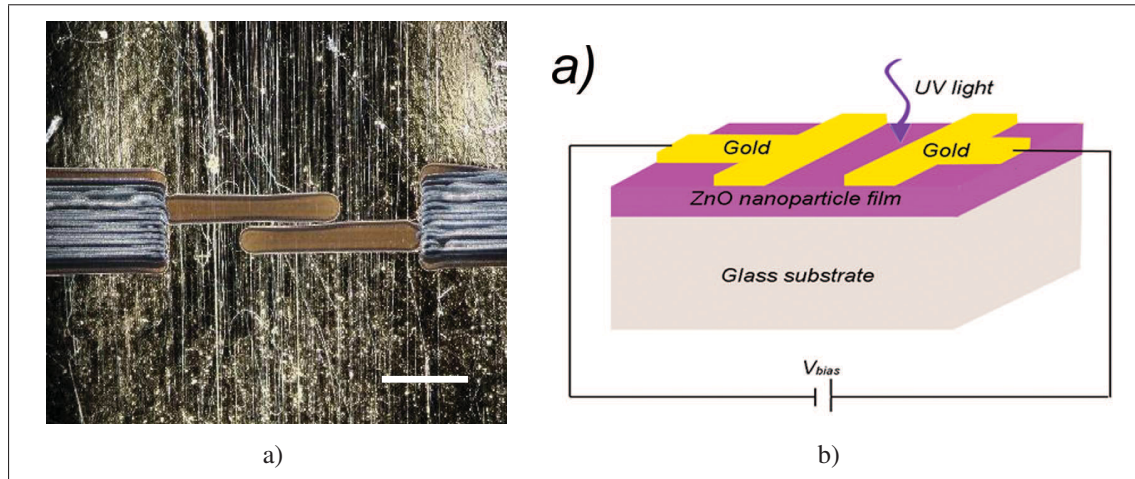 a)
UV light
Gold
Gold
ZnO nanoparticle film
Glass substrate
Vbias
a)
b)